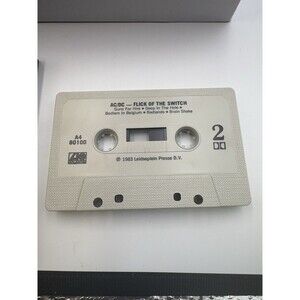 AC/DC — FLICK OF THE SWITCH
Guns For Hire • Deep In The Hole •
Bedlam In Belgium • Badlands • Brain Shake
A4
80100
2
℗ 1983 Leidseplein Presse B.V.